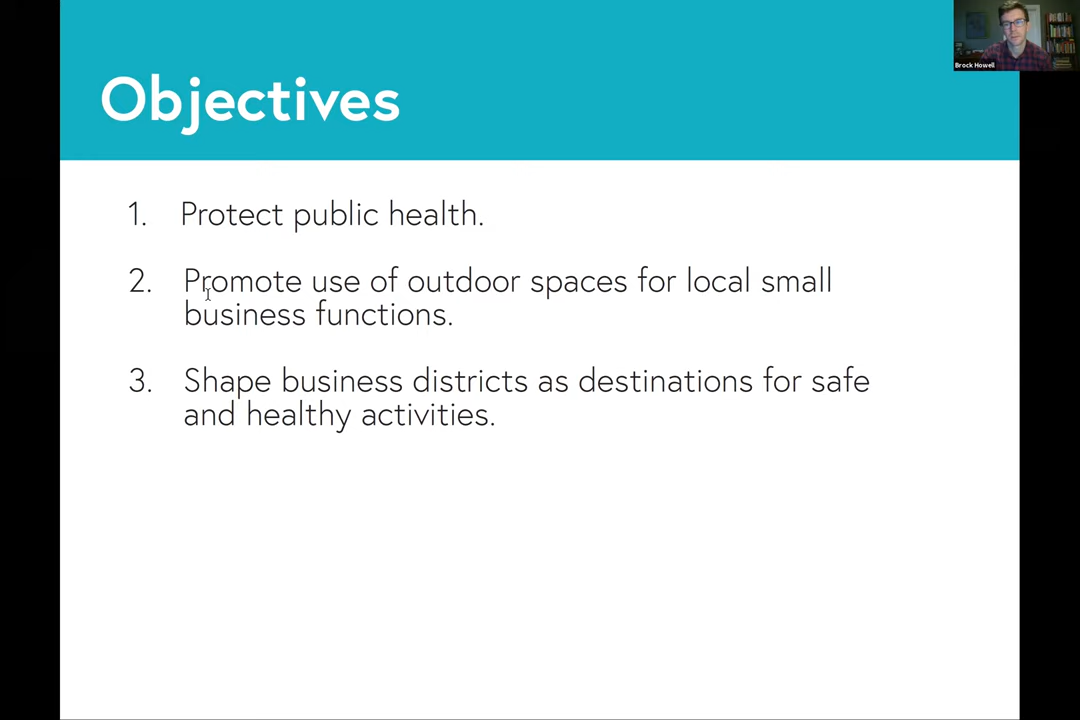 Objectives
Brock Howell
1. Protect public health.
2. Promote use of outdoor spaces for local small
business functions.
3. Shape business districts as destinations for safe
and healthy activities.